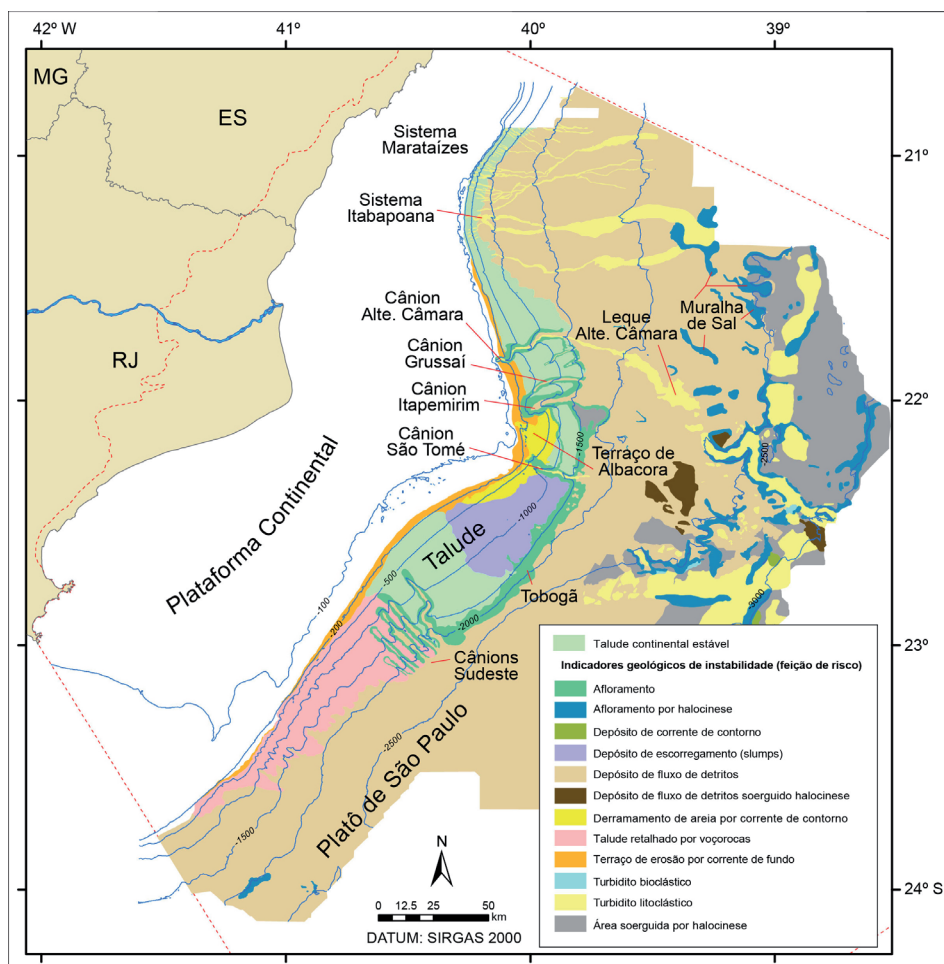 42º W
41º
40º
39º
MG
ES
Sistema
Marataízes
21º
Sistema
Itabapoana
Cânion
Alte. Câmara
Muralha
de Sal
Leque
Alte. Câmara
RJ
Cânion
Grussaí
Cânion
Itapemirim
22º
Cânion
São Tomé
Terraço de
Albacora
-1500
-2500
Plataforma Continental
Talude
-1000
-500
-100
-200
-2000
Tobogã
-3000
Cânions
Sudeste
23º
Platô de São Paulo
-2500
-1500
24º S
N
0 12.5 25 50
km
DATUM: SIRGAS 2000
Talude continental estável
Indicadores geológicos de instabilidade (feição de risco)
Afloramento
Afloramento por halocinese
Depósito de corrente de contorno
Depósito de escorregamento (slumps)
Depósito de fluxo de detritos
Depósito de fluxo de detritos soerguido halocinese
Derramamento de areia por corrente de contorno
Talude retalhado por voçorocas
Terraço de erosão por corrente de fundo
Turbidito bioclástico
Turbidito litoclástico
Área soerguida por halocinese